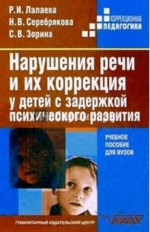 Р.И. Лалаева
Н.В. Серебрякова
С.В. Зорина
КОРРЕКЦИОННАЯ
ПЕДАГОГИКА
Нарушения речи
и их коррекция
у детей с задержкой
психического развития
УЧЕБНОЕ
ПОСОБИЕ
ДЛЯ ВУЗОВ
ГУМАНИТАРНЫЙ ИЗДАТЕЛЬСКИЙ ЦЕНТР
ВЛАДОС